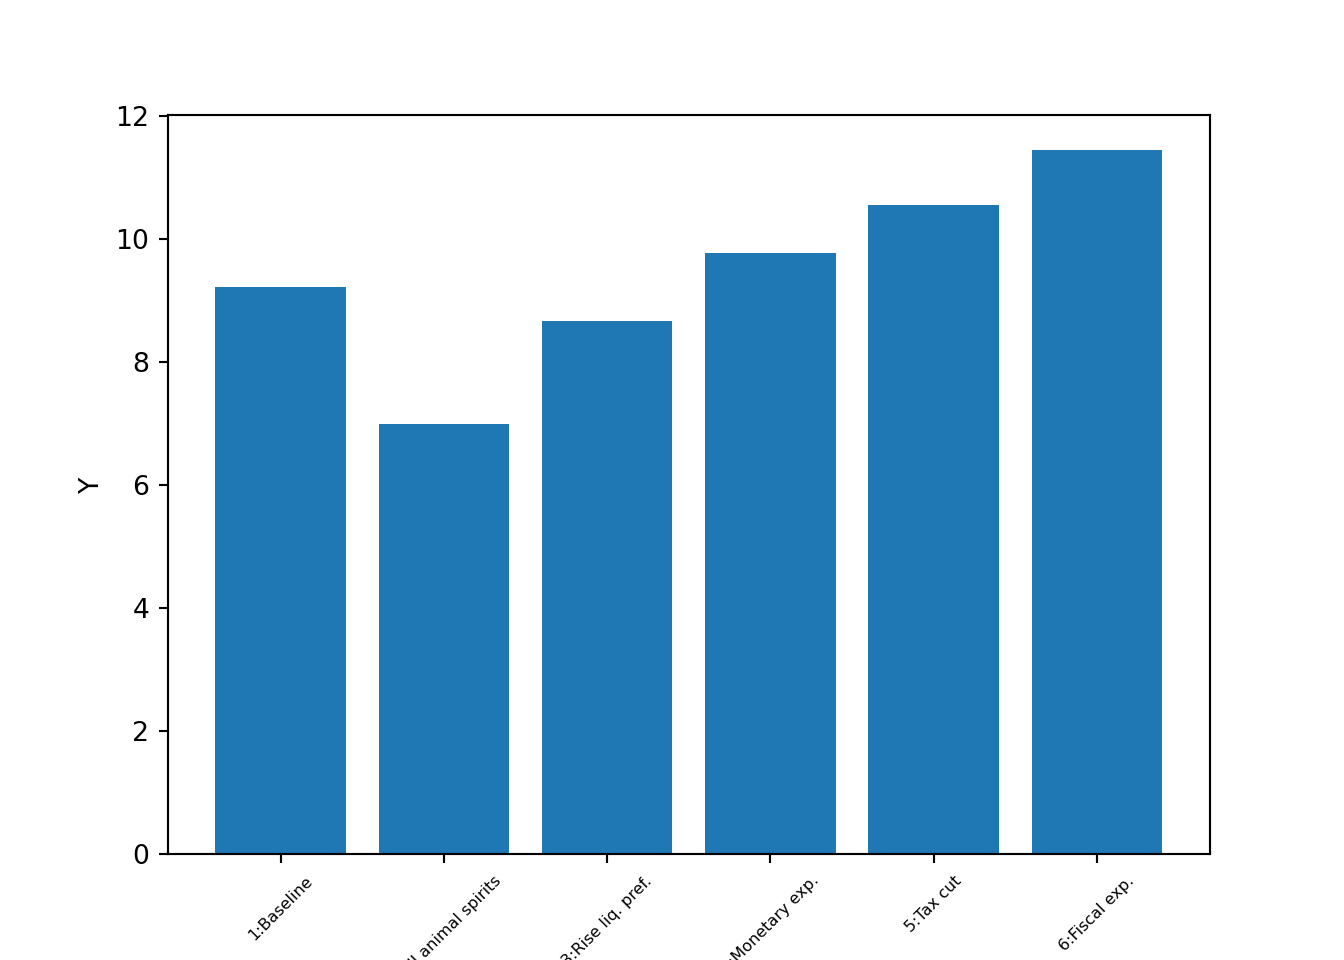 12
10
8
6
4
2
0
Y
1:Baseline
animal spirits
3:Rise liq. pref.
Monetary exp.
5:Tax cut
6:Fiscal exp.